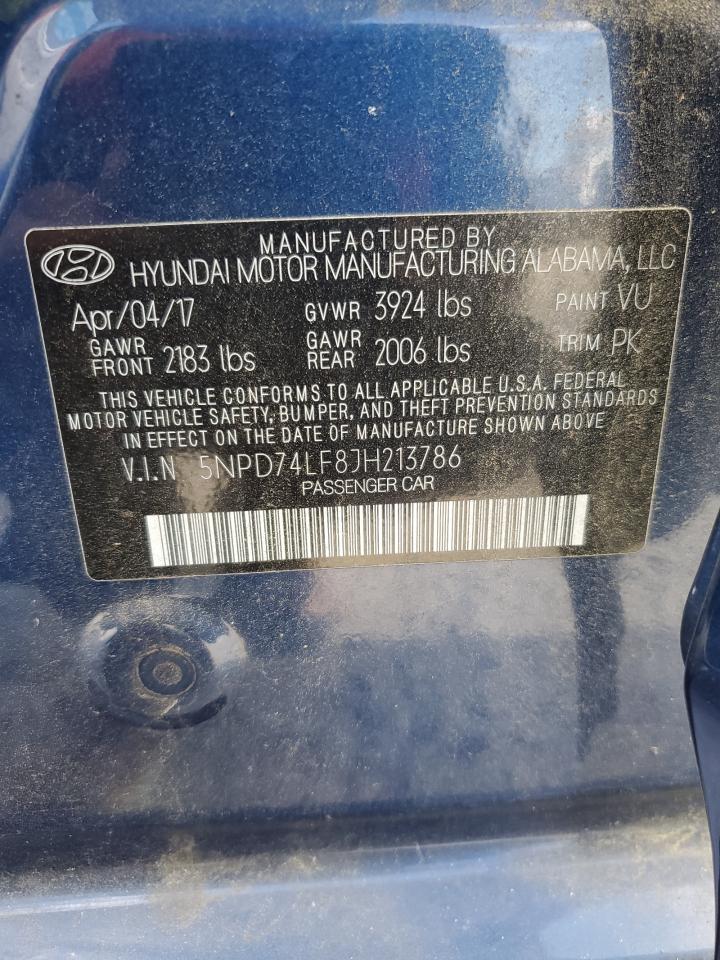 MANUFACTURED BY
HYUNDAI MOTOR MANUFACTURING ALABAMA, LLC
Apr/04/17 GVWR 3924 lbs PAINT VU
GAWR FRONT 2183 lbs GAWR REAR 2006 lbs TRIM PK
THIS VEHICLE CONFORMS TO ALL APPLICABLE U.S.A. FEDERAL
MOTOR VEHICLE SAFETY, BUMPER, AND THEFT PREVENTION STANDARDS
IN EFFECT ON THE DATE OF MANUFACTURE SHOWN ABOVE
V.I.N 5NPD74LF8JH213786
PASSENGER CAR